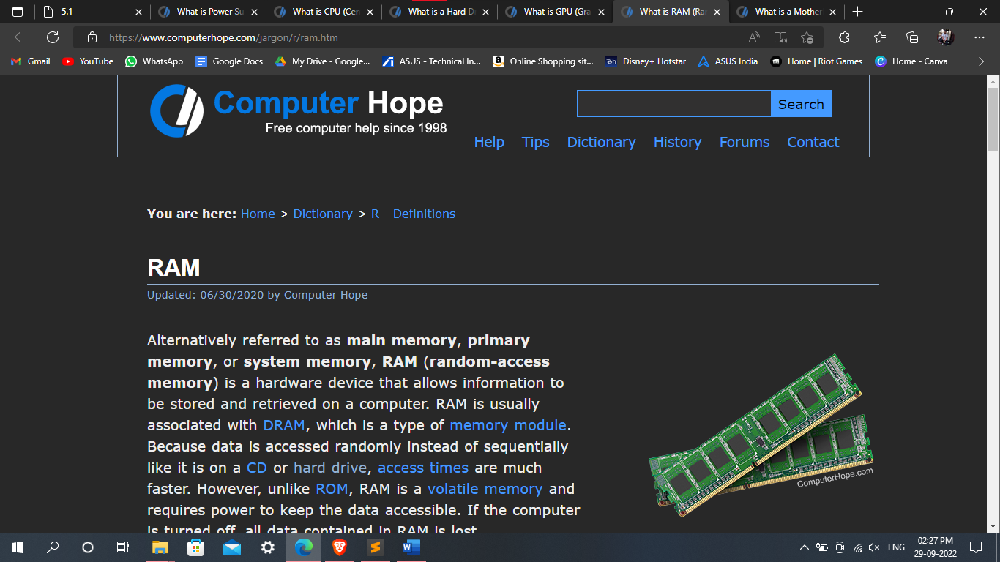 5.1
What is Power Su
What is CPU (Cen
What is a Hard D
What is GPU (Gra
What is RAM (Ra
What is a Mother
https://www.computerhope.com/jargon/r/ram.htm
Gmail
YouTube
WhatsApp
Google Docs
My Drive - Google...
ASUS - Technical In...
Online Shopping sit...
Disney+ Hotstar
ASUS India
Home | Riot Games
Home - Canva
Computer Hope
Free computer help since 1998
Search
Help Tips Dictionary History Forums Contact
You are here: Home > Dictionary > R - Definitions
RAM
Updated: 06/30/2020 by Computer Hope
Alternatively referred to as main memory, primary
memory, or system memory, RAM (random-access
memory) is a hardware device that allows information to
be stored and retrieved on a computer. RAM is usually
associated with DRAM, which is a type of memory module.
Because data is accessed randomly instead of sequentially
like it is on a CD or hard drive, access times are much
faster. However, unlike ROM, RAM is a volatile memory and
requires power to keep the data accessible. If the computer
is turned off, all data contained in RAM is lost.
ComputerHope.com
ENG
02:27 PM
29-09-2022